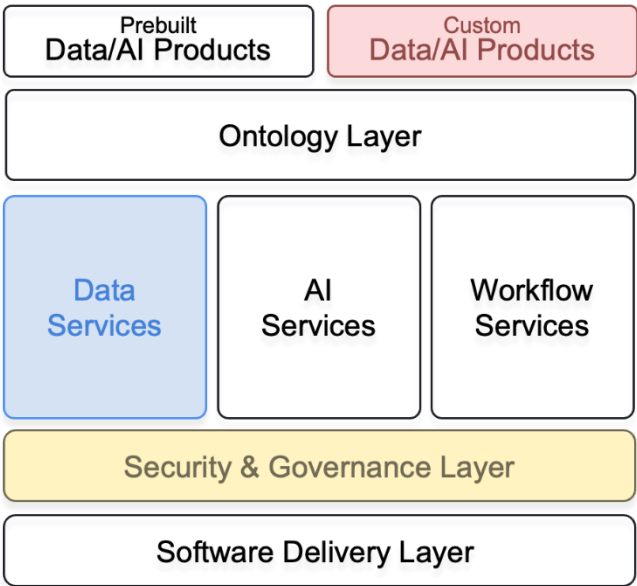 Prebuilt
Data/AI Products
Custom
Data/AI Products
Ontology Layer
Data
Services
AI
Services
Workflow
Services
Security & Governance Layer
Software Delivery Layer